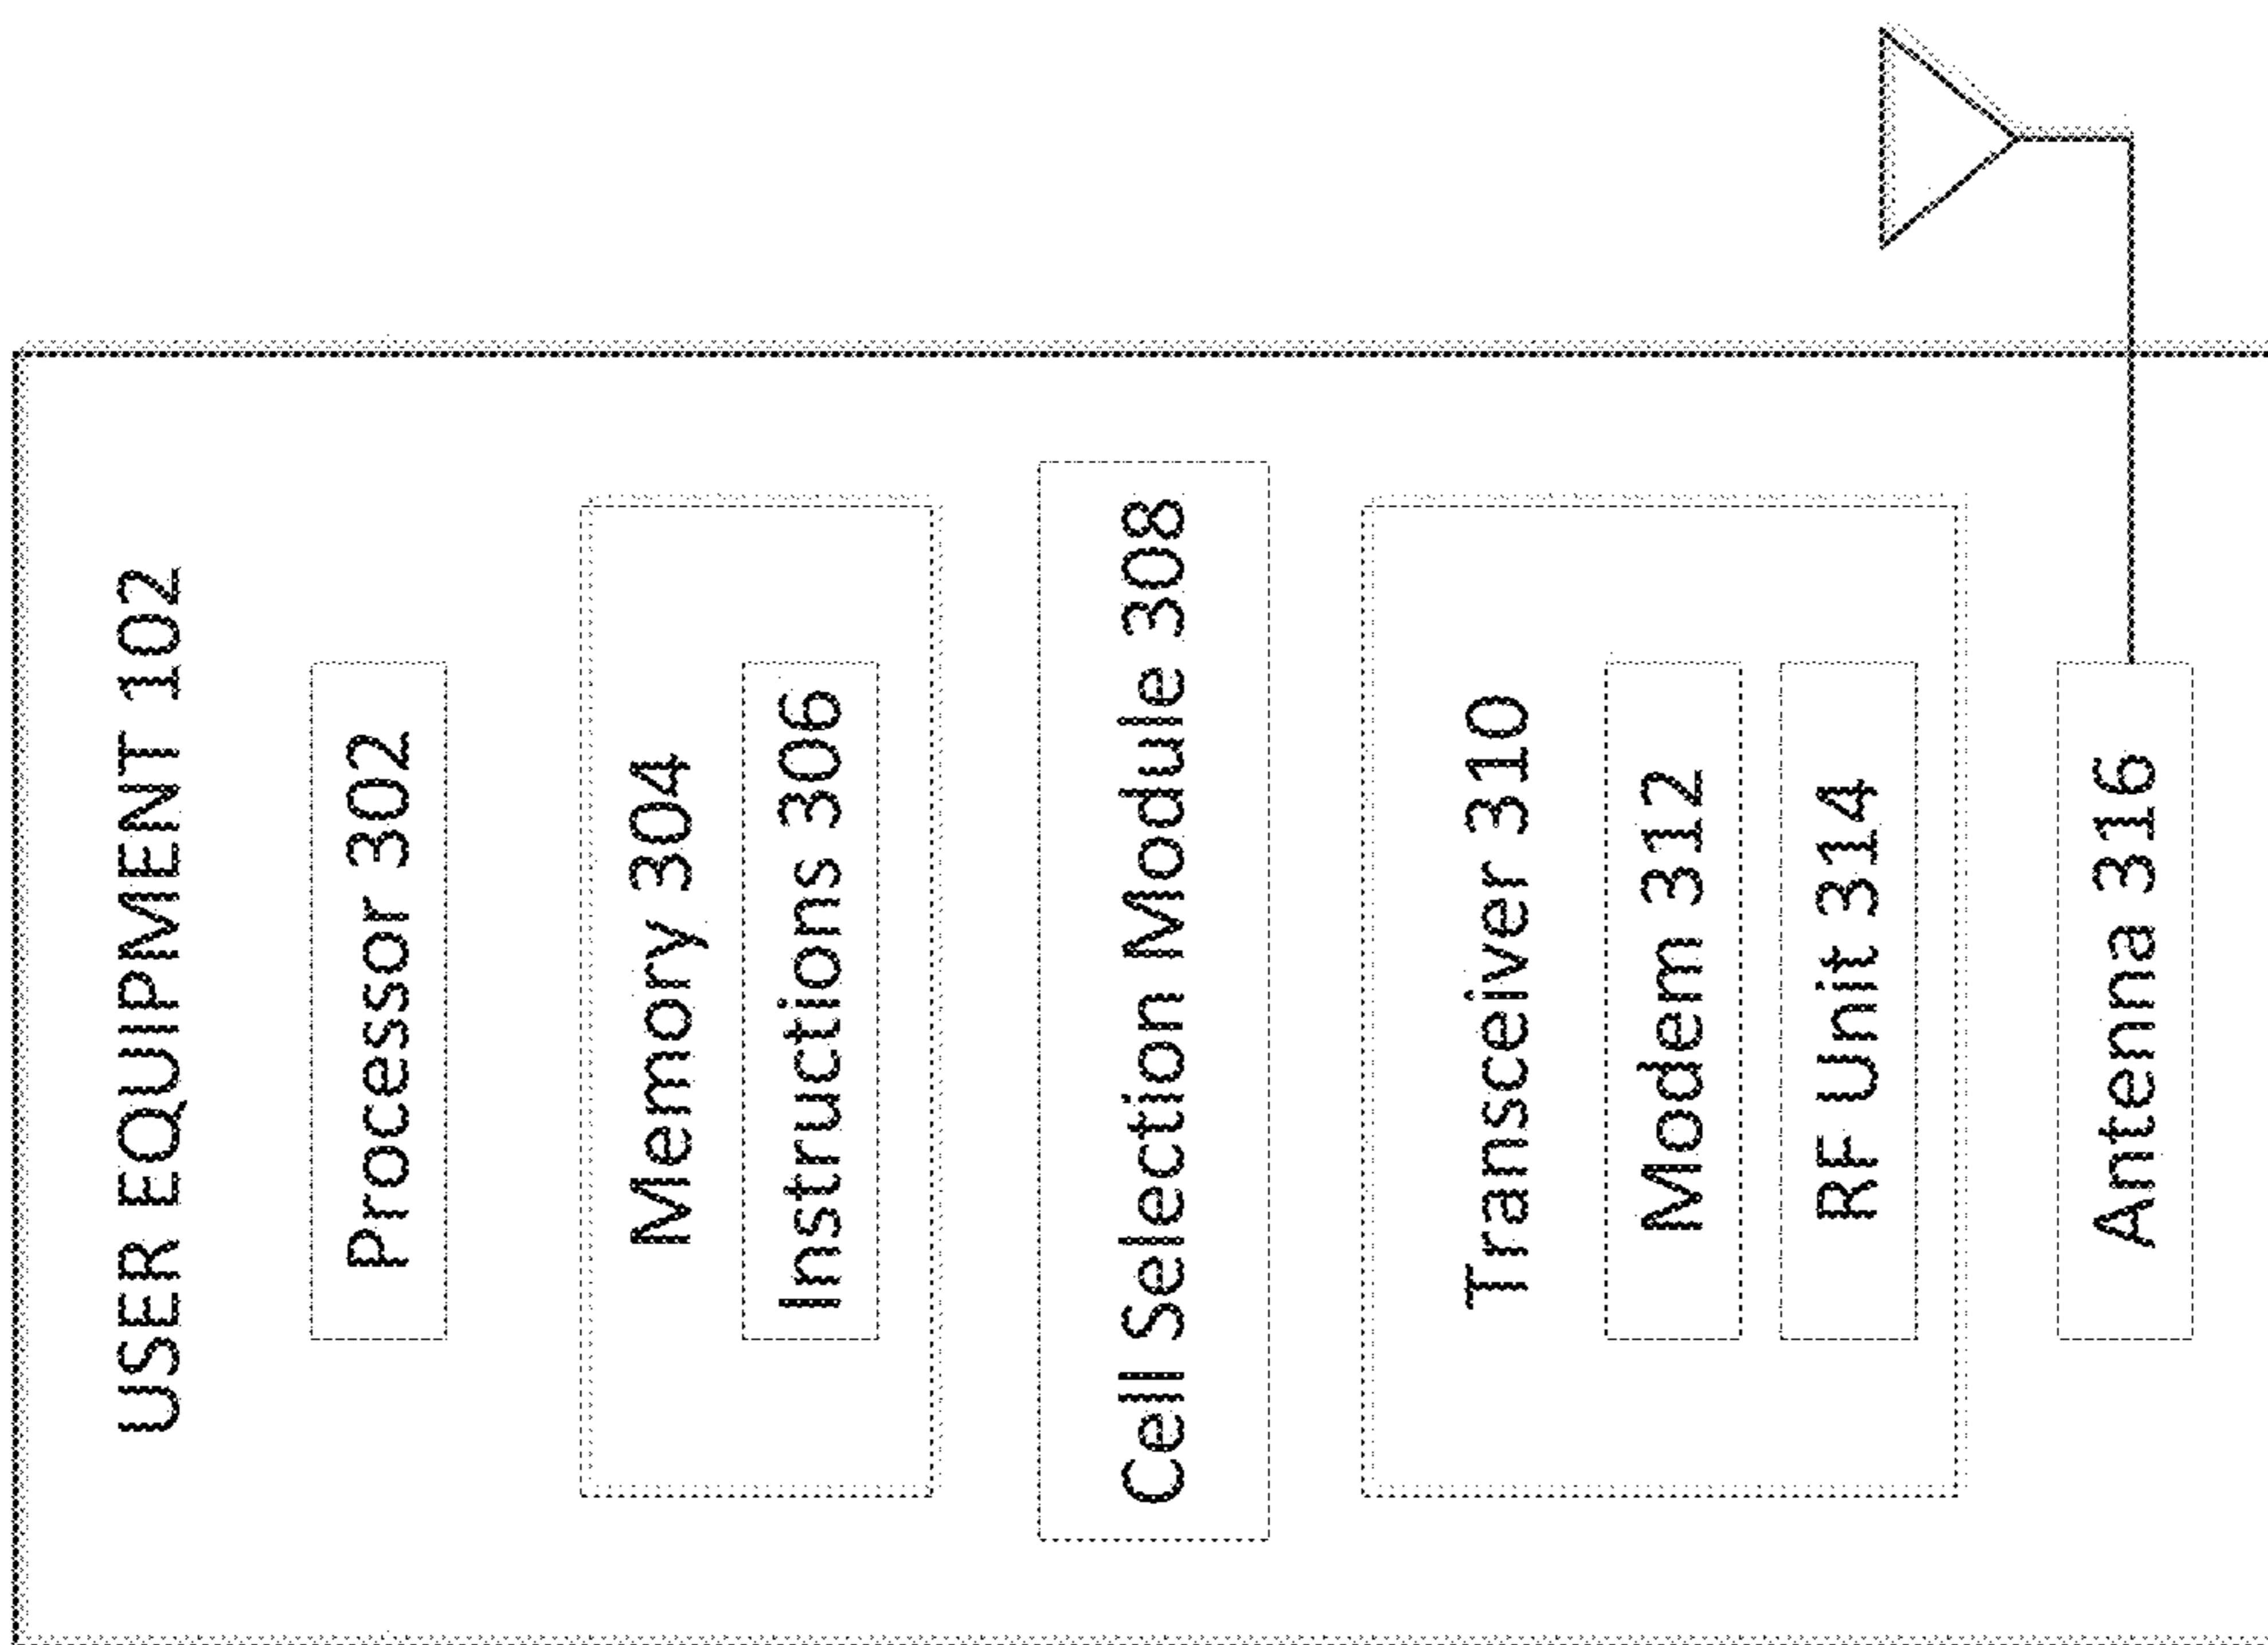 USER EQUIPMENT 102
Processor 302
Memory 304
Instructions 306
Cell Selection Module 308
Transceiver 310
Modem 312
RF Unit 314
Antenna 316